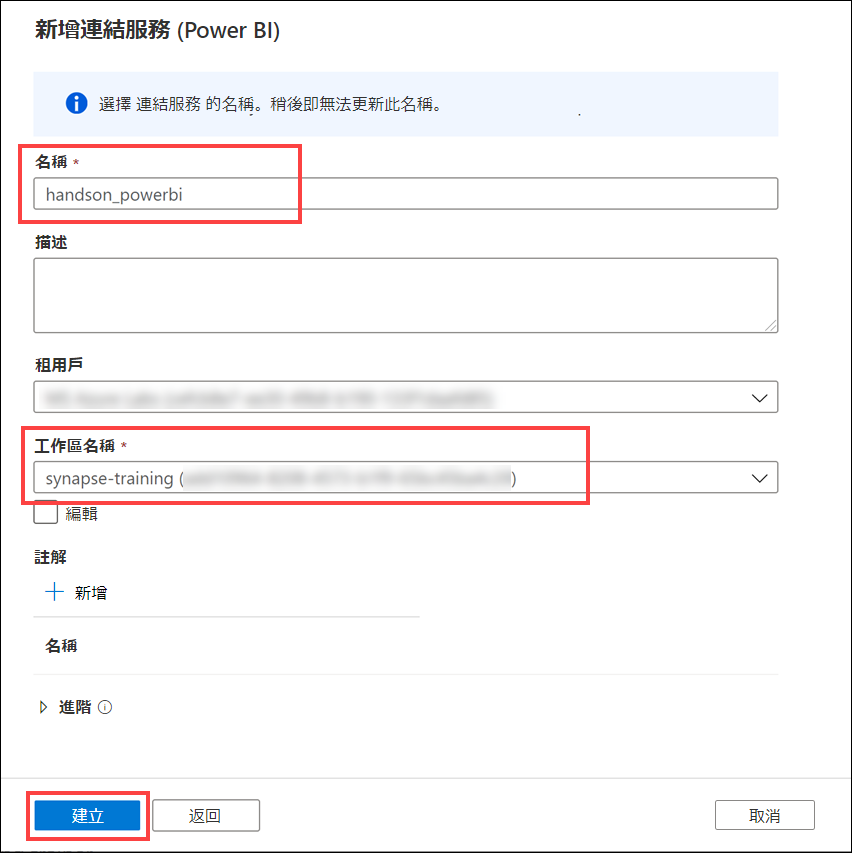 新增連結服務 (Power BI)
選擇 連結服務 的名稱。稍後即無法更新此名稱。
名稱 *
handson_powerbi
描述
租用戶
工作區名稱 *
synapse-training ( )
編輯
註解
新增
名稱
進階
建立
返回
取消